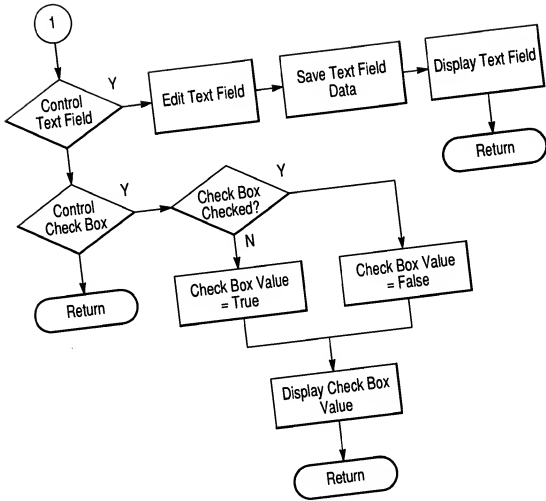 1
Control
Text Field
Y
Edit Text Field
Save Text Field
Data
Display Text Field
Return
Control
Check Box
Y
Check Box
Checked?
Y
N
Return
Check Box Value
= True
Check Box Value
= False
Display Check Box
Value
Return